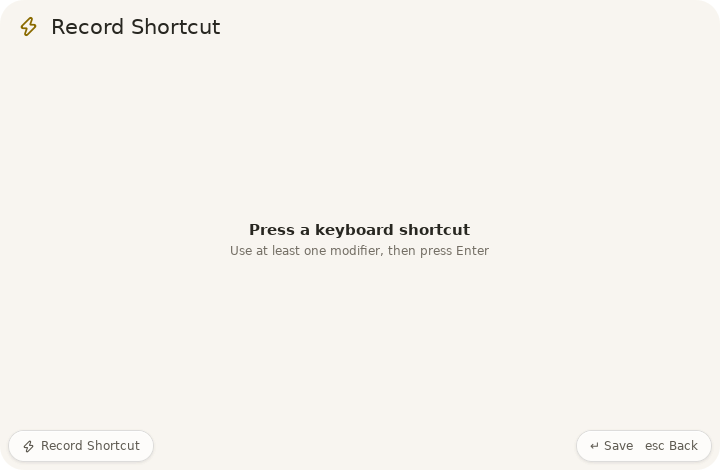 Record Shortcut
Press a keyboard shortcut
Use at least one modifier, then press Enter
Record Shortcut
↵ Save esc Back